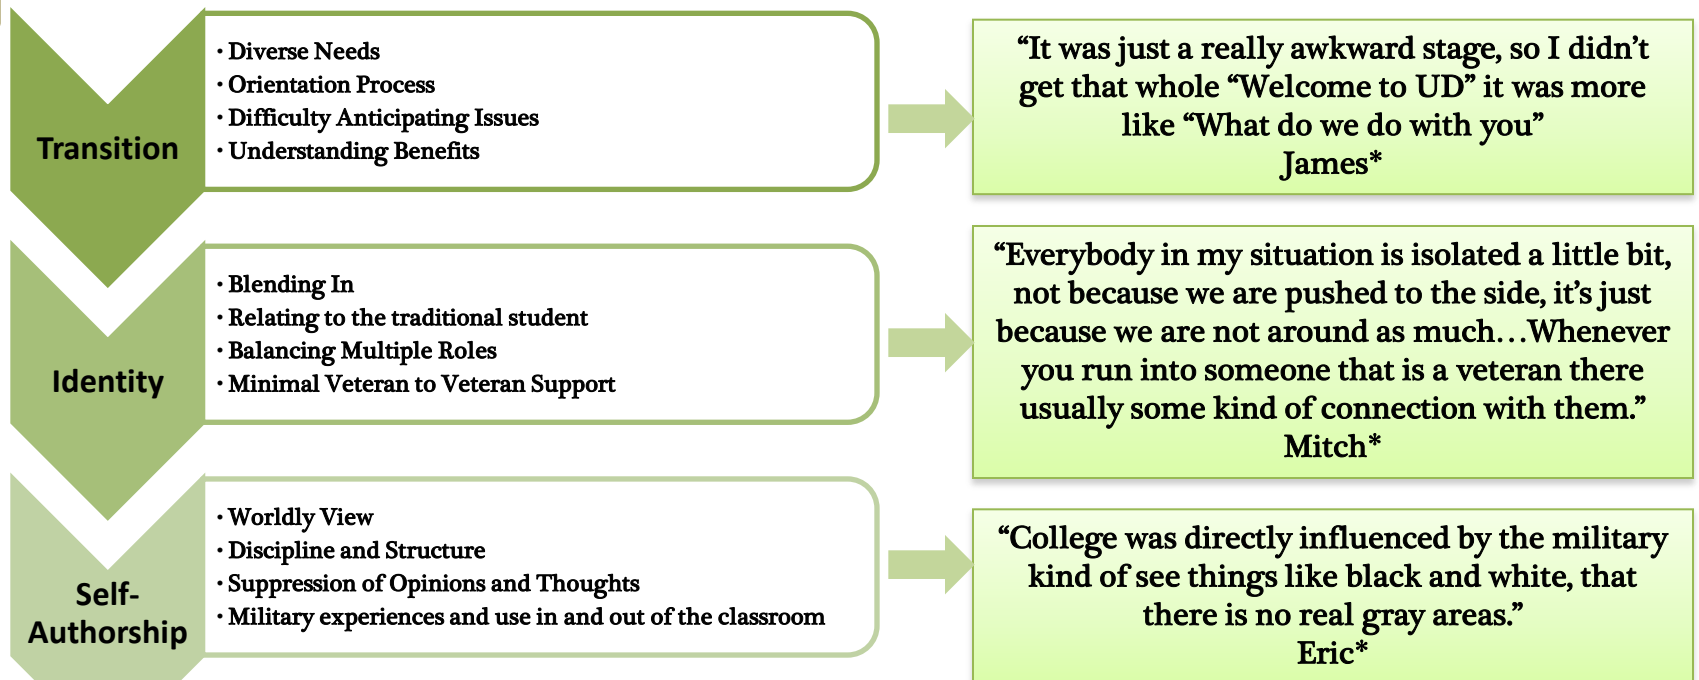 Transition
· Diverse Needs
· Orientation Process
· Difficulty Anticipating Issues
· Understanding Benefits
“It was just a really awkward stage, so I didn’t
get that whole “Welcome to UD” it was more
like “What do we do with you”
James*
Identity
· Blending In
· Relating to the traditional student
· Balancing Multiple Roles
· Minimal Veteran to Veteran Support
“Everybody in my situation is isolated a little bit,
not because we are pushed to the side, it’s just
because we are not around as much…Whenever
you run into someone that is a veteran there
usually some kind of connection with them.”
Mitch*
Self-
Authorship
· Worldly View
· Discipline and Structure
· Suppression of Opinions and Thoughts
· Military experiences and use in and out of the classroom
“College was directly influenced by the military
kind of see things like black and white, that
there is no real gray areas.”
Eric*